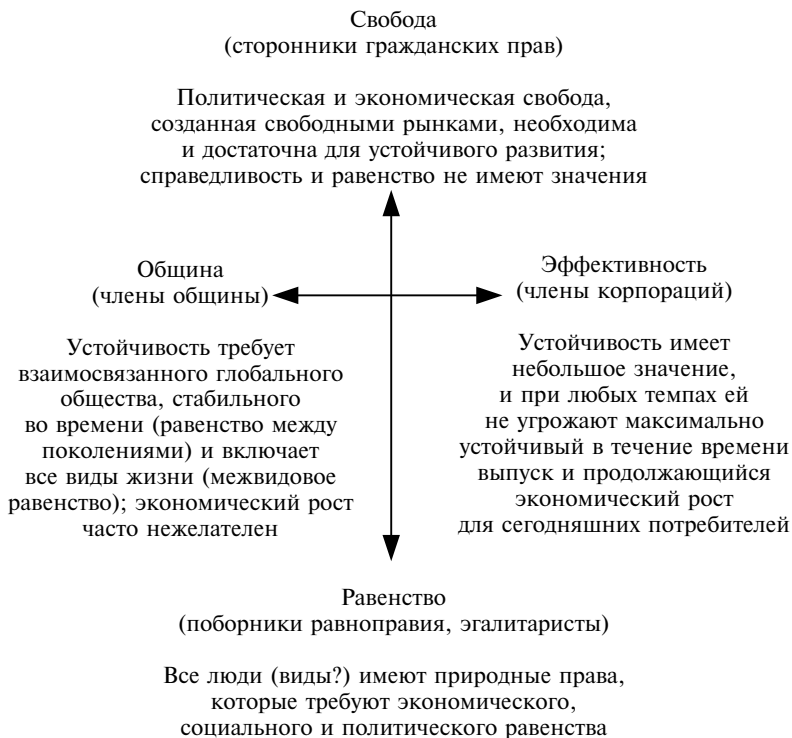 Свобода
(сторонники гражданских прав)
Политическая и экономическая свобода,
созданная свободными рынками, необходима
и достаточна для устойчивого развития;
справедливость и равенство не имеют значения
Община
(члены общины)
Устойчивость требует
взаимосвязанного глобального
общества, стабильного
во времени (равенство между
поколениями) и включает
все виды жизни (межвидовое
равенство); экономический рост
часто нежелателен
Эффективность
(члены корпораций)
Устойчивость имеет
небольшое значение,
и при любых темпах ей
не угрожают максимально
устойчивый в течение времени
выпуск и продолжающийся
экономический рост
для сегодняшних потребителей
Равенство
(поборники равноправия, эгалитаристы)
Все люди (виды?) имеют природные права,
которые требуют экономического,
социального и политического равенства